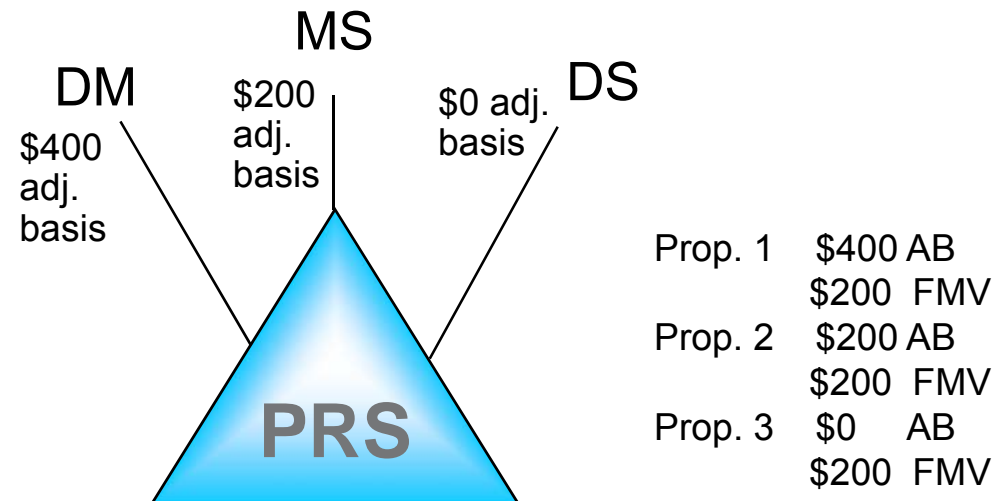 MS
DM
DS
$200
adj.
basis
$0 adj.
basis
$400
adj.
basis
Prop. 1 $400 AB
$200 FMV
Prop. 2 $200 AB
$200 FMV
Prop. 3 $0 AB
$200 FMV
PRS